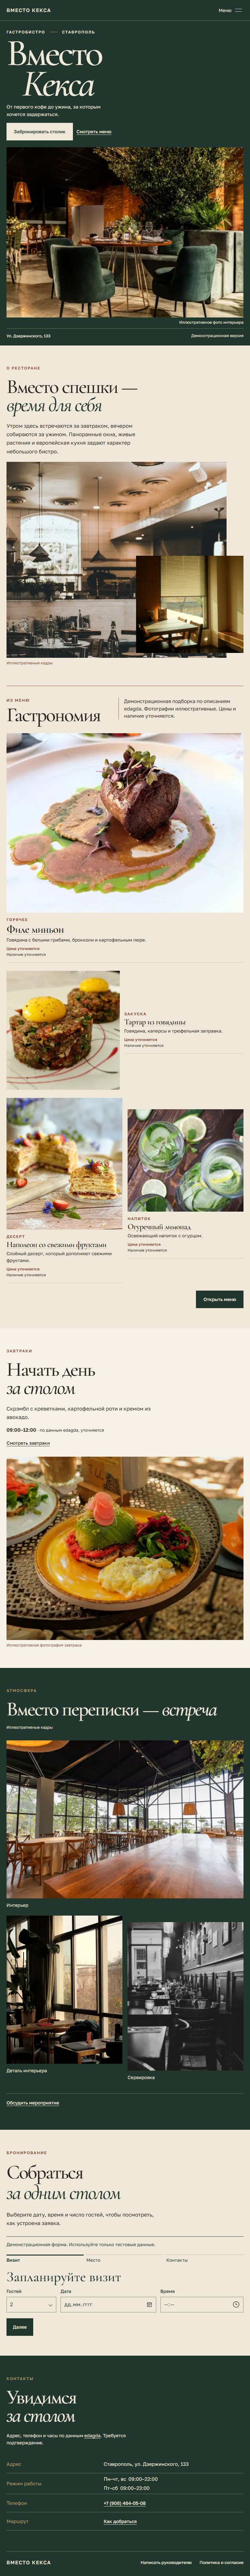 ВМЕСТО КЕКСА
Меню
ГАСТРОБИСТРО — СТАВРОПОЛЬ
Вместо
Кекса
От первого кофе до ужина, за которым
хочется задержаться.
Забронировать столик
Смотреть меню
Иллюстративное фото интерьера
Ул. Дзержинского, 133
Демонстрационная версия
О РЕСТОРАНЕ
Вместо спешки —
время для себя
Утром здесь встречаются за завтраком, вечером
собираются за ужином. Панорамные окна, живые
растения и европейская кухня задают характер
небольшого бистро.
Иллюстративные кадры
ИЗ МЕНЮ
Гастрономия
Демонстрационная подборка по описаниям
edagila. Фотографии иллюстративные. Цены и
наличие уточняются.
ГОРЯЧЕЕ
Филе миньон
Говядина с белыми грибами, брокколи и картофельным пюре.
Цена уточняется
Наличие уточняется
ЗАКУСКА
Тартар из говядины
Говядина, каперсы и трюфельная заправка.
Цена уточняется
Наличие уточняется
ДЕСЕРТ
Наполеон со свежими фруктами
Слоёный десерт, который дополняют свежими
фруктами.
Цена уточняется
Наличие уточняется
НАПИТОК
Огуречный лимонад
Освежающий напиток с огурцом.
Цена уточняется
Наличие уточняется
Открыть меню
ЗАВТРАКИ
Начать день
за столом
Скрэмбл с креветками, картофельной рости и кремом из
авокадо.
09:00–12:00 · по данным edagila, уточняется
Смотреть завтраки
Иллюстративная фотография завтрака
АТМОСФЕРА
Вместо переписки — встреча
Иллюстративные кадры
Интерьер
Деталь интерьера
Сервировка
Обсудить мероприятие
БРОНИРОВАНИЕ
Собраться
за одним столом
Выберите дату, время и число гостей, чтобы посмотреть,
как устроена заявка.
Демонстрационная форма. Используйте только тестовые данные.
Визит
Место
Контакты
Запланируйте визит
Гостей
Дата
Время
2
дд.мм.гггг
--:--
Далее
КОНТАКТЫ
Увидимся
за столом
Адрес, телефон и часы по данным edagila. Требуется
подтверждение.
Адрес
Ставрополь, ул. Дзержинского, 133
Режим работы
Пн–чт, вс 09:00–22:00
Пт–сб 09:00–23:00
Телефон
+7 (906) 464-05-08
Маршрут
Как добраться
ВМЕСТО КЕКСА
Написать руководителю
Политика и согласие